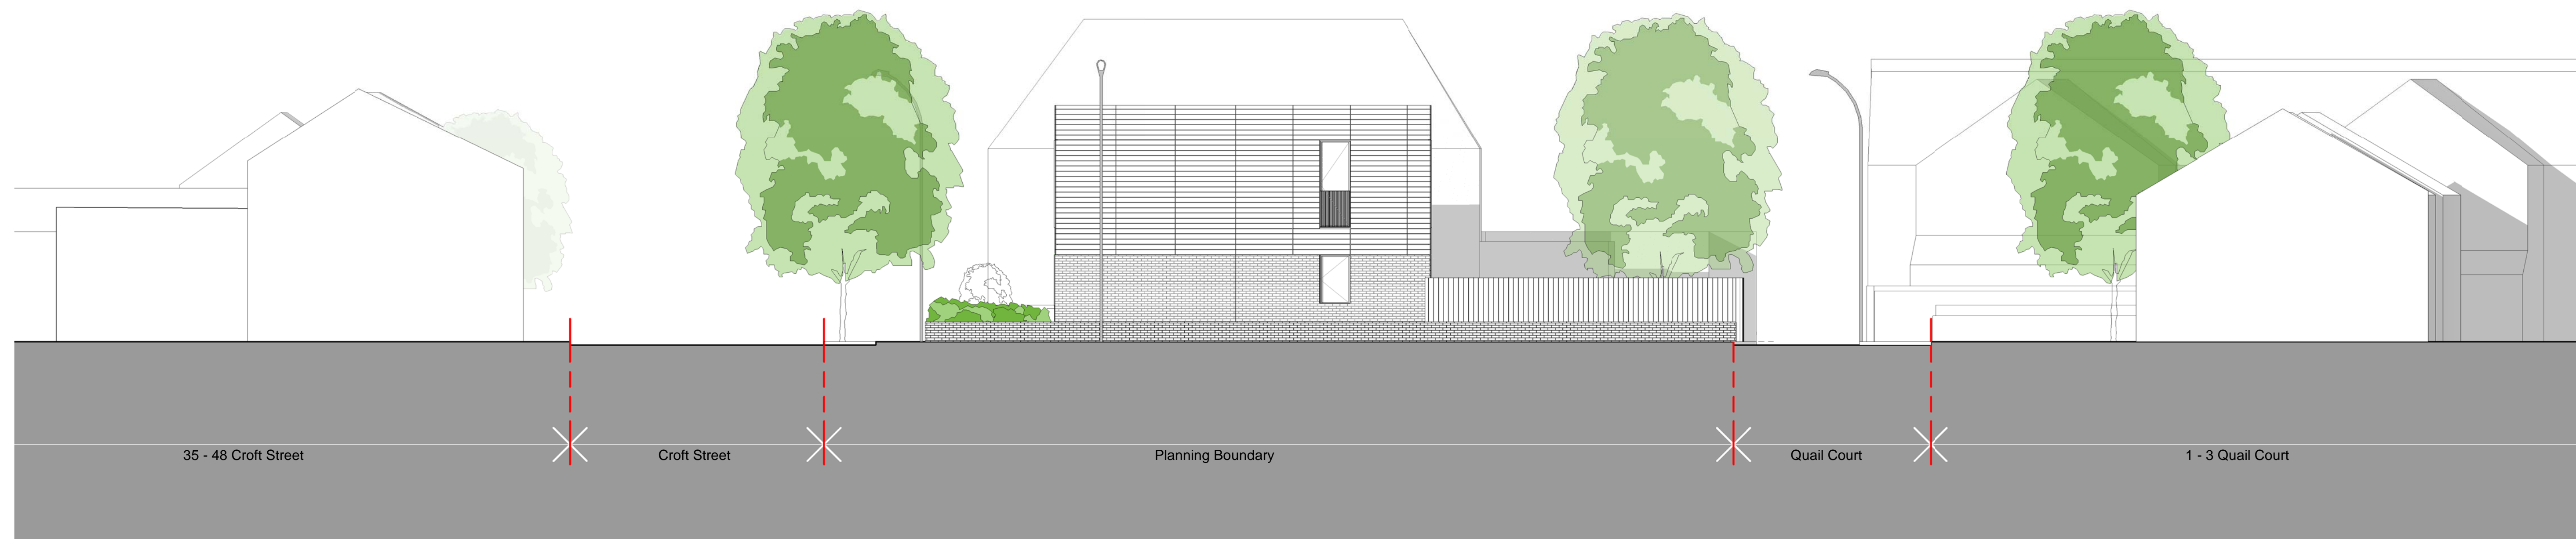 35 - 48 Croft Street
Croft Street
Planning Boundary
Quail Court
1 - 3 Quail Court